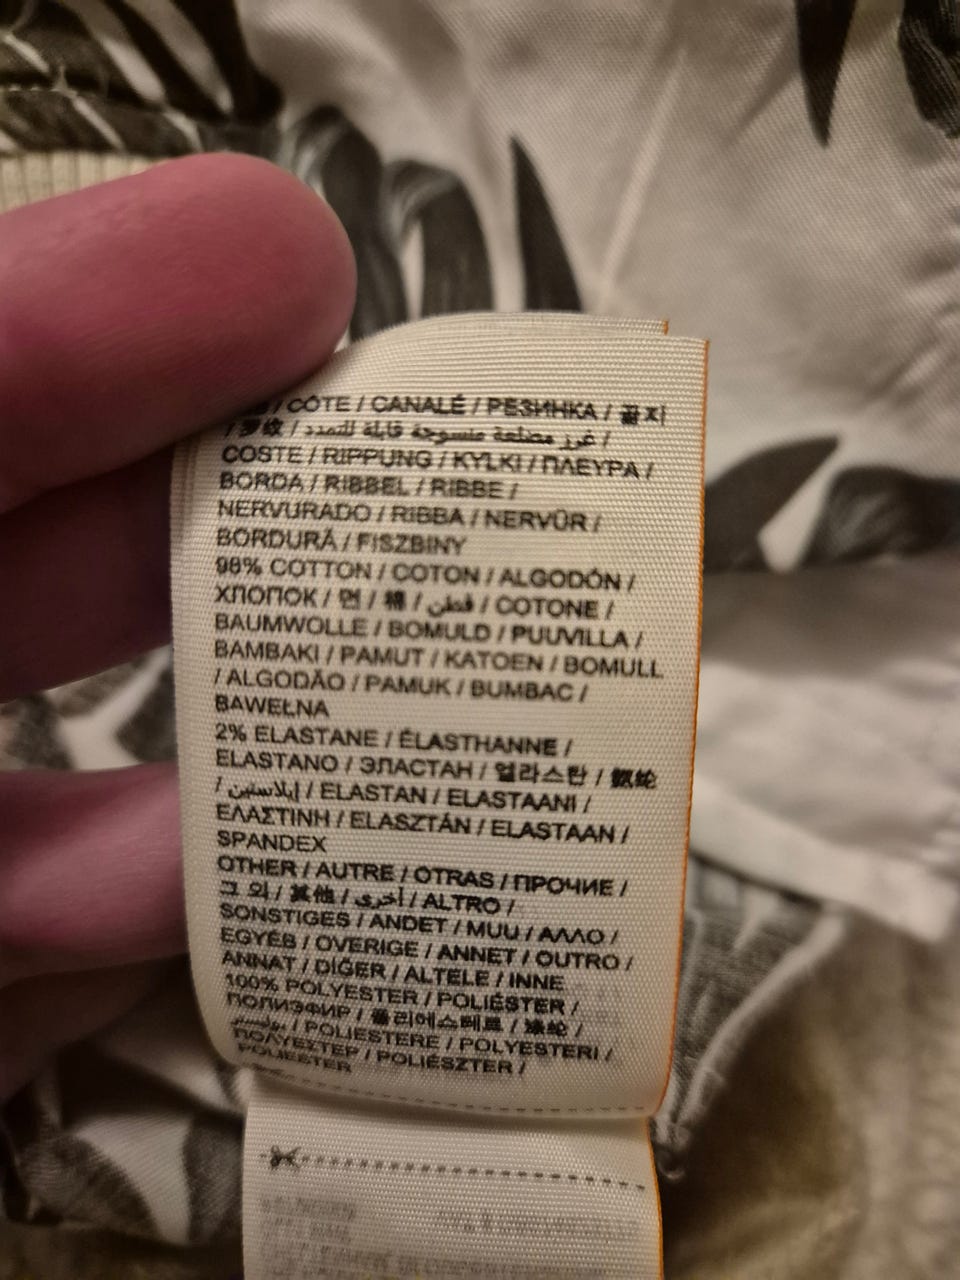 / CÔTE / CANALÉ / РЕЗИНКА / 골지
/ 罗纹 / غرز مضلعة منسوجة قابلة للتمدد /
COSTE / RIPPUNG / KYLKI / ΠΛΕΥΡΑ /
BORDA / RIBBEL / RIBBE /
NERVURADO / RIBBA / NERVÜR /
BORDURĂ / FISZBINY
98% COTTON / COTON / ALGODÓN /
ХЛОПОК / 면 / 棉 / قطن / COTONE /
BAUMWOLLE / BOMULD / PUUVILLA /
BAMBAKI / PAMUT / KATOEN / BOMULL
/ ALGODÃO / PAMUK / BUMBAC /
BAWEŁNA
2% ELASTANE / ÉLASTHANNE /
ELASTANO / ЭЛАСТАН / 엘라스탄 / 氨纶
/ إيلاستين / ELASTAN / ELASTAANI /
ΕΛΑΣΤΙΝΗ / ELASZTÁN / ELASTAAN /
SPANDEX
OTHER / AUTRE / OTRAS / ПРОЧИЕ /
그 외 / 其他 / أخرى / ALTRO /
SONSTIGES / ANDET / MUU / ΑΛΛΟ /
EGYÉB / OVERIGE / ANNET / OUTRO /
ANNAT / DİĞER / ALTELE / INNE
100% POLYESTER / POLIÉSTER /
ПОЛИЭФИР / 폴리에스테르 / 涤纶 /
بوليستر / POLIESTERE / POLYESTERI /
ΠΟΛΥΕΣΤΕΡ / POLIÉSZTER /
POLIESTER